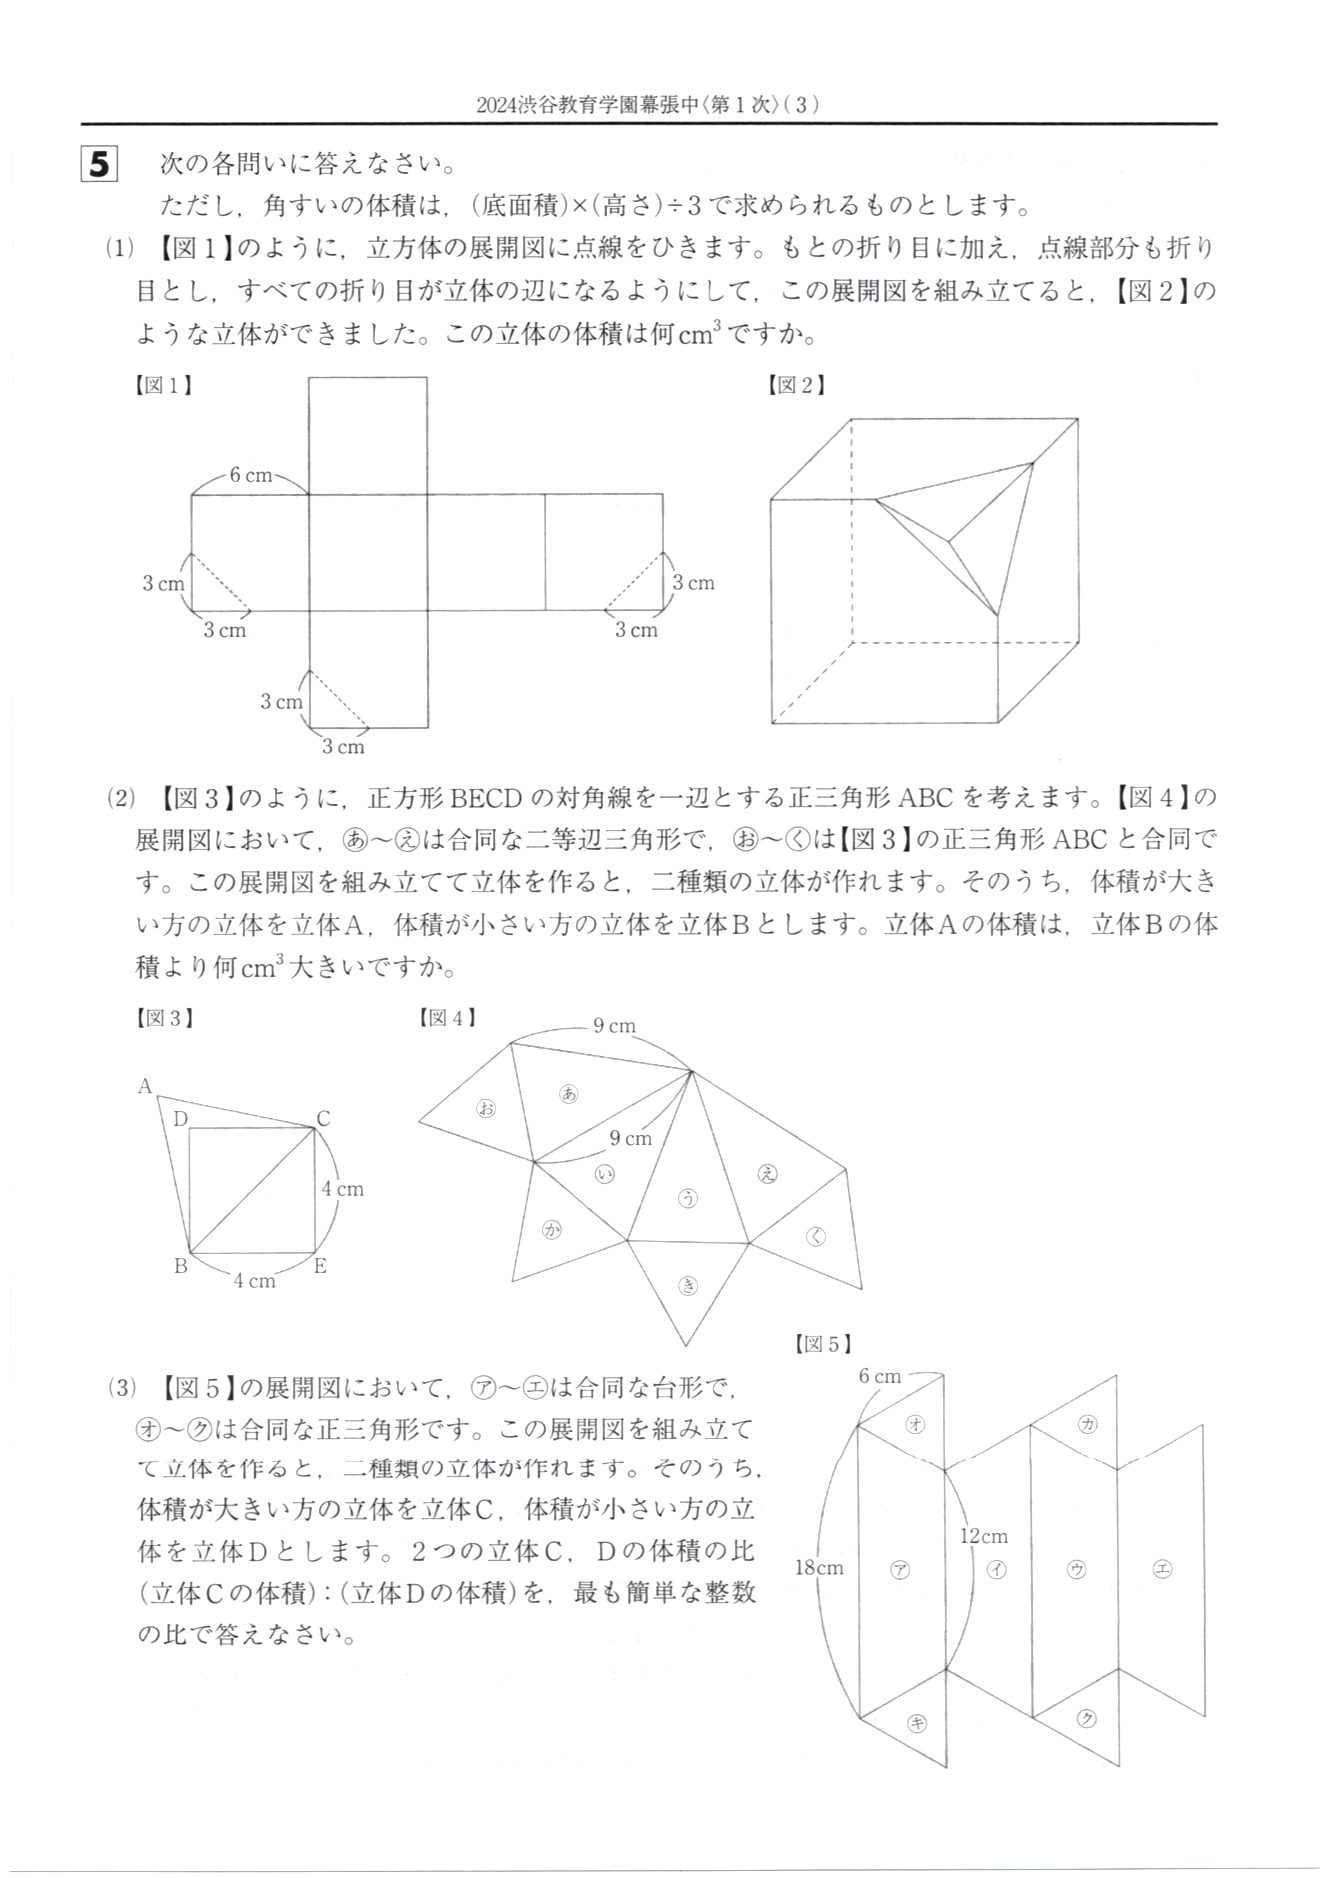 2024渋谷教育学園幕張中〈第1次〉(3)
5 次の各問いに答えなさい。
ただし，角すいの体積は，(底面積)×(高さ)÷3で求められるものとします。
(1) 【図1】のように，立方体の展開図に点線をひきます。もとの折り目に加え，点線部分も折り
目とし，すべての折り目が立体の辺になるようにして，この展開図を組み立てると，【図2】の
ような立体ができました。この立体の体積は何cm³ですか。
【図1】
【図2】
6 cm
3 cm
3 cm
3 cm
3 cm
3 cm
3 cm
(2) 【図3】のように，正方形BECDの対角線を一辺とする正三角形ABCを考えます。【図4】の
展開図において，㋐あ〜㋓えは合同な二等辺三角形で，お〜くは【図3】の正三角形ABCと合同で
す。この展開図を組み立てて立体を作ると，二種類の立体が作れます。そのうち，体積が大き
い方の立体を立体A，体積が小さい方の立体を立体Bとします。立体Aの体積は，立体Bの体
積より何cm³大きいですか。
【図3】
【図4】
A
D
C
B
E
4 cm
4 cm
9 cm
9 cm
お
あ
い
う
え
か
き
く
(3) 【図5】の展開図において，㋐〜㋓は合同な台形で，
㋔〜㋗は合同な正三角形です。この展開図を組み立て
て立体を作ると，二種類の立体が作れます。そのうち，
体積が大きい方の立体を立体C，体積が小さい方の立
体を立体Dとします。2つの立体C，Dの体積の比
(立体Cの体積)：(立体Dの体積)を，最も簡単な整数
の比で答えなさい。
【図5】
6 cm
㋔
㋕
18cm
12cm
㋐
㋑
㋒
㋓
㋖
㋗